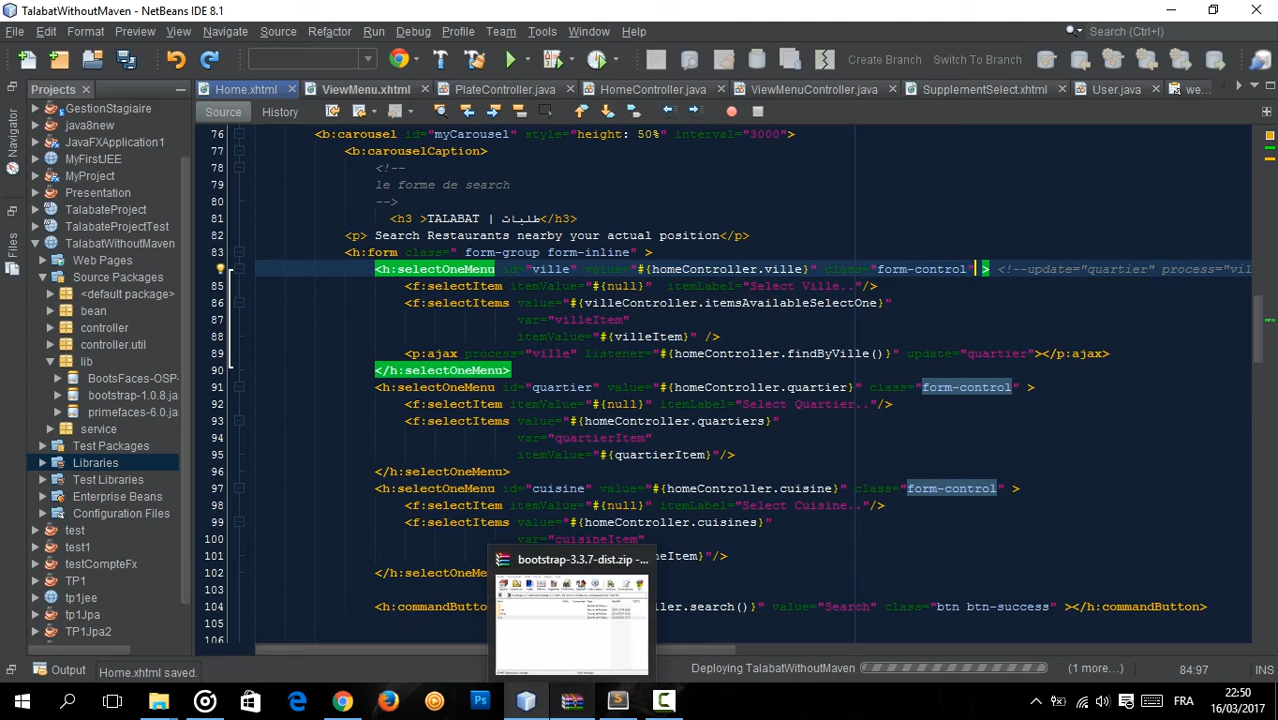 TalabatWithoutMaven - NetBeans IDE 8.1
File Edit Format Preview View Navigate Source Refactor Run Debug Profile Team Tools Window Help
Search (Ctrl+I)
Create Branch Switch To Branch
Projects
Home.xhtml ViewMenu.xhtml PlateController.java HomeController.java ViewMenuController.java SupplementSelect.xhtml User.java we...
Source History
Navigator
Files
GestionStagiaire
java8new
JavaFXApplication1
MyFirstJEE
MyProject
Presentation
TalabateProject
TalabateProjectTest
TalabatWithoutMaven
Web Pages
Source Packages
<default package>
bean
controller
controller.util
lib
BootsFaces-OSP-
bootstrap-1.0.8.ja
primefaces-6.0.ja
service
Test Packages
Libraries
Test Libraries
Enterprise Beans
Configuration Files
test
test1
testCompteFx
TP1
tp1jee
tp1Jpa
TP1Jpa2
76 <b:carousel id="myCarousel" style="height: 50%" interval="3000">
77 <b:carouselCaption>
78 <!--
79 le forme de search
80 -->
81 <h3 >TALABAT | طلبات</h3>
82 <p> Search Restaurants nearby your actual position</p>
83 <h:form class=" form-group form-inline" >
<h:selectOneMenu id="ville" value="#{homeController.ville}" class="form-control" > <!--update="quartier" process="vil
85 <f:selectItem itemValue="#{null}" itemLabel="Select Ville.."/>
86 <f:selectItems value="#{villeController.itemsAvailableSelectOne}"
87 var="villeItem"
88 itemValue="#{villeItem}" />
89 <p:ajax process="ville" listener="#{homeController.findByVille()}" update="quartier"></p:ajax>
90 </h:selectOneMenu>
91 <h:selectOneMenu id="quartier" value="#{homeController.quartier}" class="form-control" >
92 <f:selectItem itemValue="#{null}" itemLabel="Select Quartier.."/>
93 <f:selectItems value="#{homeController.quartiers}"
94 var="quartierItem"
95 itemValue="#{quartierItem}"/>
96 </h:selectOneMenu>
97 <h:selectOneMenu id="cuisine" value="#{homeController.cuisine}" class="form-control" >
98 <f:selectItem itemValue="#{null}" itemLabel="Select Cuisine.."/>
99 <f:selectItems value="#{homeController.cuisines}"
100 var="cuisineItem"
101 neItem}"/>
102 </h:selectOneMe
104 <h:commandButto ller.search()}" value="Search" class="btn btn-success" ></h:commandButton>
105
106
bootstrap-3.3.7-dist.zip -...
Output
Home.xhtml saved.
Deploying TalabatWithoutMaven (1 more...) 84:97 INS
FRA
22:50
16/03/2017